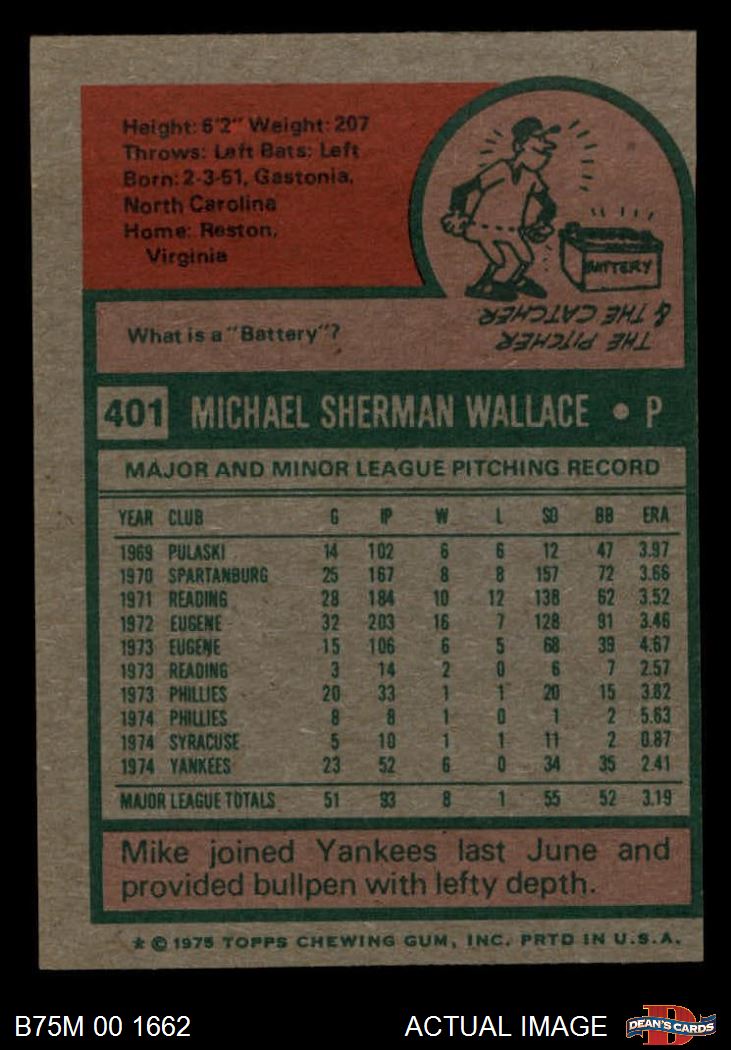 Height: 6'2" Weight: 207
Throws: Left Bats: Left
Born: 2-3-51, Gastonia,
North Carolina
Home: Reston,
Virginia
BATTERY
THE PITCHER
& THE CATCHER
What is a "Battery"?
401 MICHAEL SHERMAN WALLACE • P
MAJOR AND MINOR LEAGUE PITCHING RECORD
YEAR CLUB G IP W L SO BB ERA
1969 PULASKI 14 102 6 6 12 47 3.97
1970 SPARTANBURG 25 167 8 8 157 72 3.66
1971 READING 28 184 10 12 138 62 3.52
1972 EUGENE 32 203 16 7 128 91 3.46
1973 EUGENE 15 106 6 5 68 39 4.67
1973 READING 3 14 2 0 6 7 2.57
1973 PHILLIES 20 33 1 1 20 15 3.82
1974 PHILLIES 8 8 1 0 1 2 5.63
1974 SYRACUSE 5 10 1 1 11 2 0.87
1974 YANKEES 23 52 6 0 34 35 2.41
MAJOR LEAGUE TOTALS 51 93 8 1 55 52 3.19
Mike joined Yankees last June and
provided bullpen with lefty depth.
* © 1975 TOPPS CHEWING GUM, INC. PRTD IN U.S.A.
B75M 00 1662 ACTUAL IMAGE DEAN'S CARDS